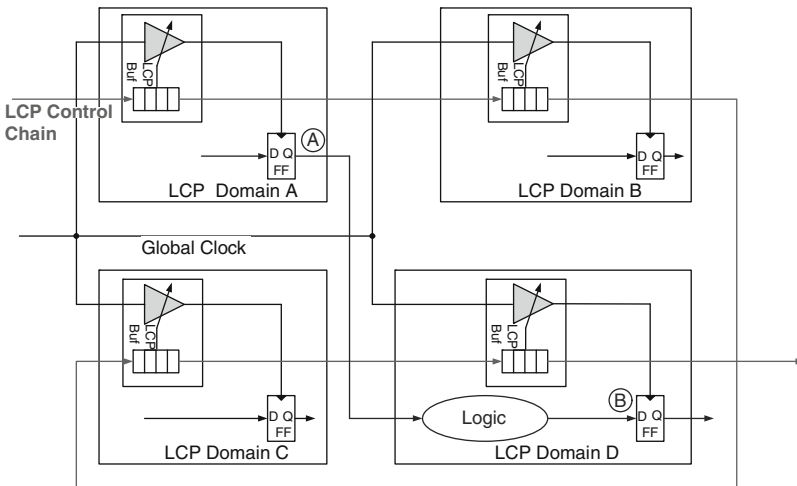 LCP
Buf
LCP Control
Chain
A
D Q
FF
LCP Domain A
LCP
Buf
D Q
FF
LCP Domain B
Global Clock
LCP
Buf
D Q
FF
LCP Domain C
LCP
Buf
Logic
B
D Q
FF
LCP Domain D